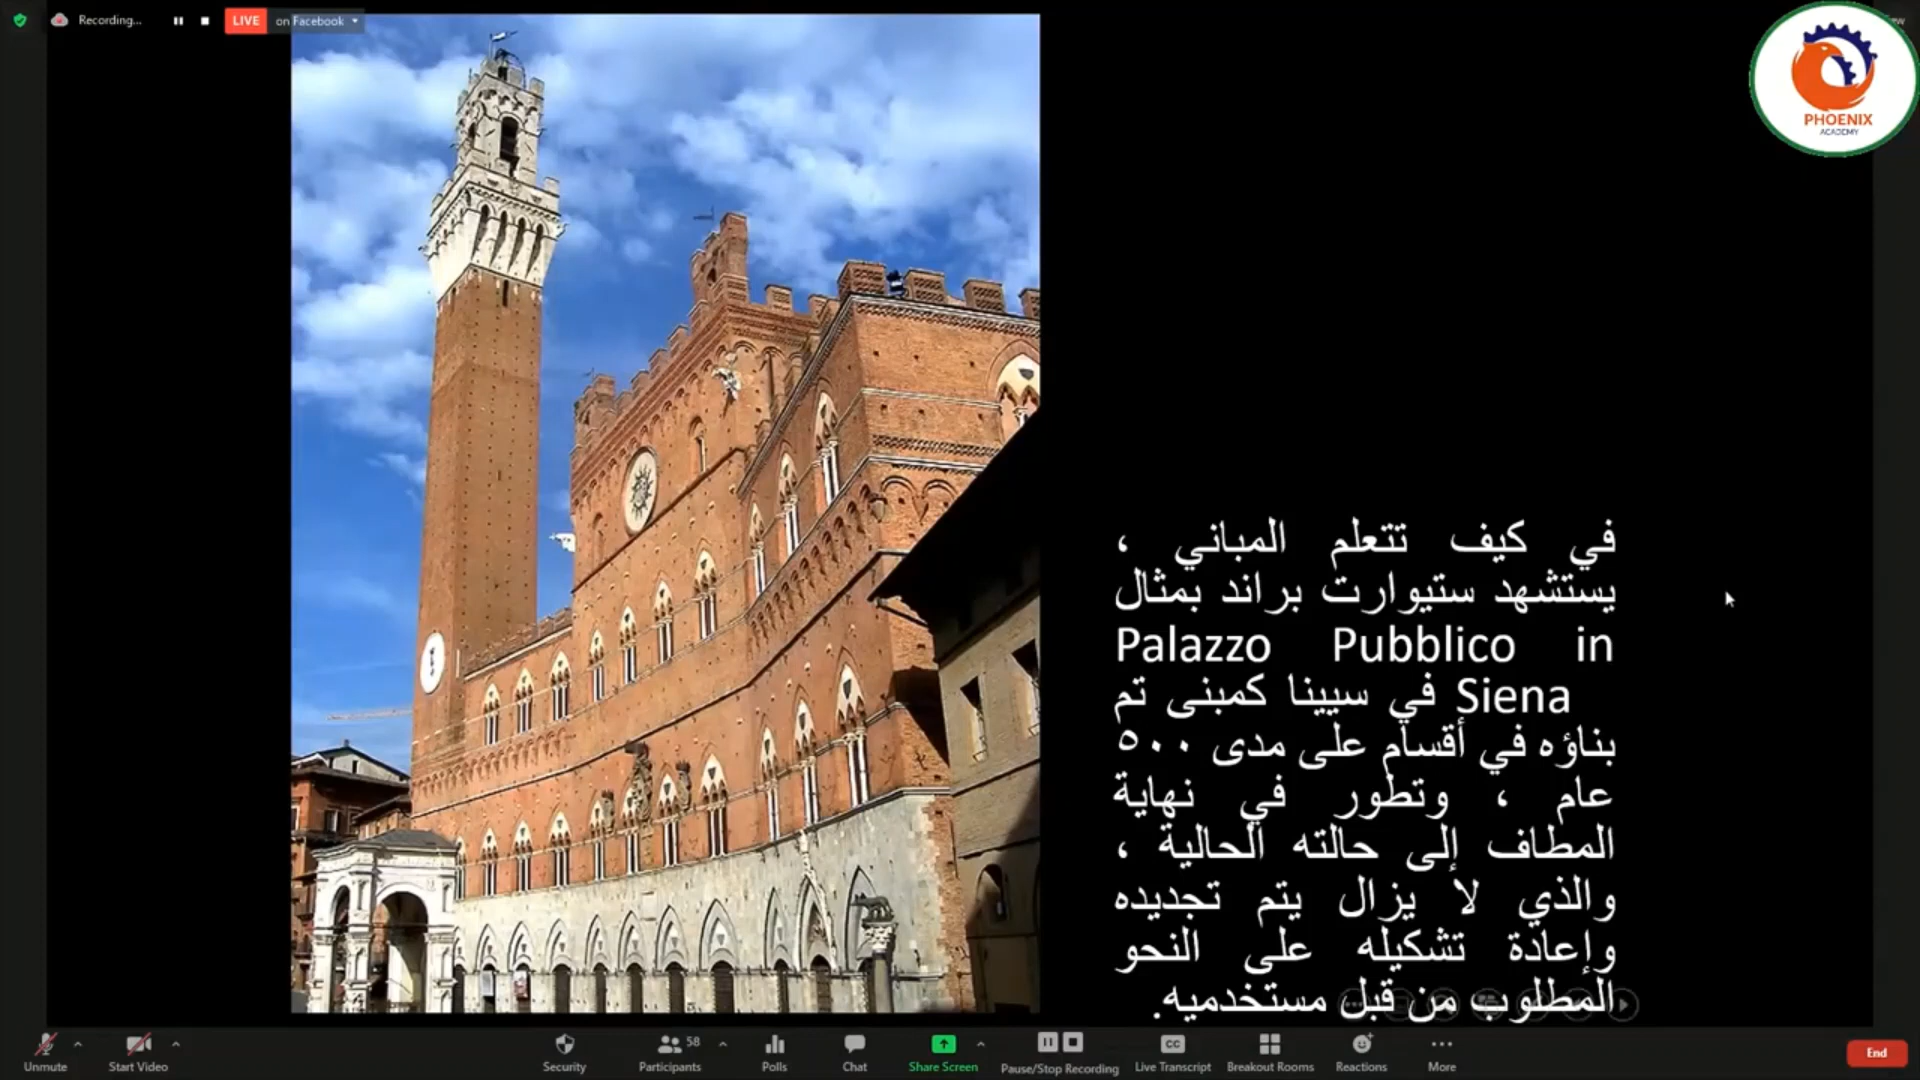 Recording...
LIVE on Facebook
PHOENIX
ACADEMY
في كيف تتعلم المباني ،
يستشهد ستيوارت براند بمثال
Palazzo Pubblico in
Siena في سيينا كمبنى تم
بناؤه في أقسام على مدى ٥٠٠
عام ، وتطور في نهاية
المطاف إلى حالته الحالية ،
والذي لا يزال يتم تجديده
وإعادة تشكيله على النحو
المطلوب من قبل مستخدميه.
Unmute
Start Video
Security
Participants 58
Polls
Chat
Share Screen
Pause/Stop Recording
CC
Live Transcript
Breakout Rooms
Reactions
More
End